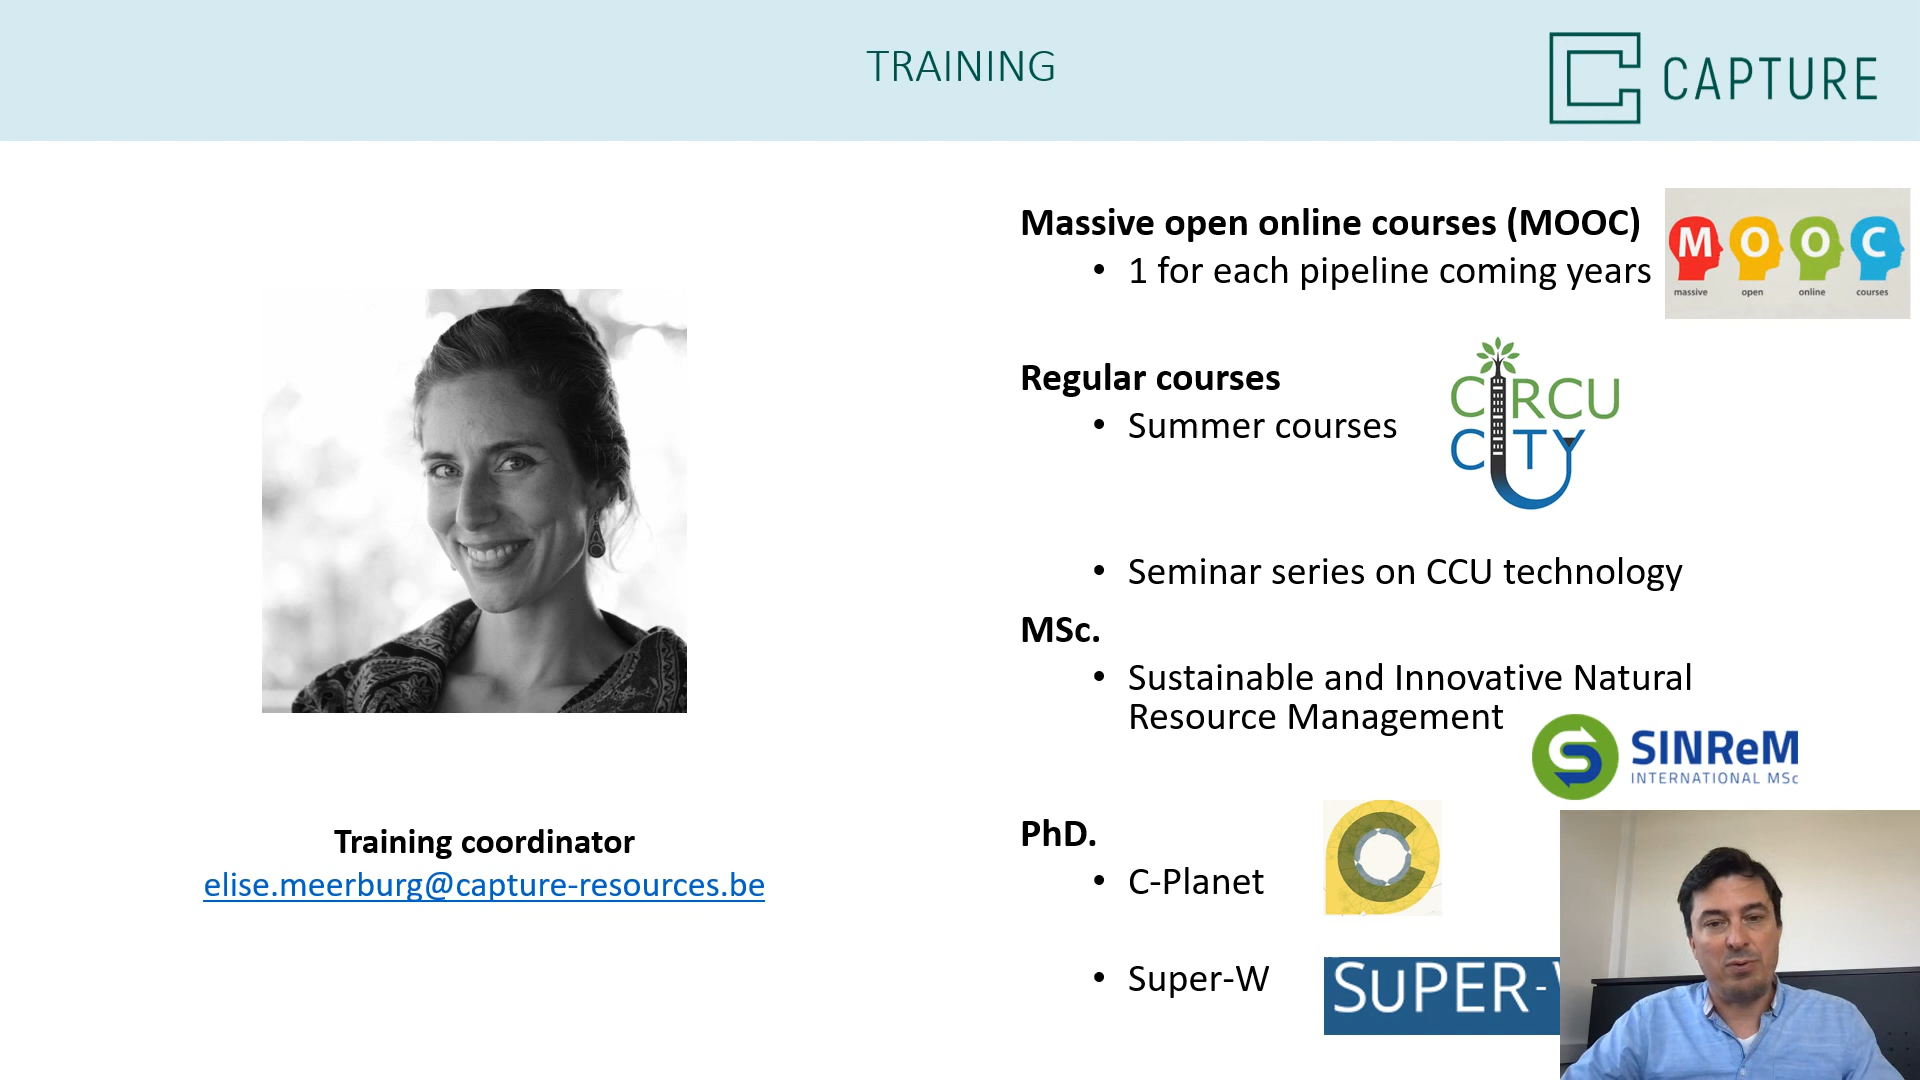 TRAINING
CAPTURE
Massive open online courses (MOOC)
• 1 for each pipeline coming years
M O O C
massive open online courses
Regular courses
• Summer courses
CIRCU
CITY
• Seminar series on CCU technology
MSc.
• Sustainable and Innovative Natural
Resource Management
SINReM
INTERNATIONAL MSc
PhD.
• C-Planet
• Super-W
SuPER-
Training coordinator
elise.meerburg@capture-resources.be